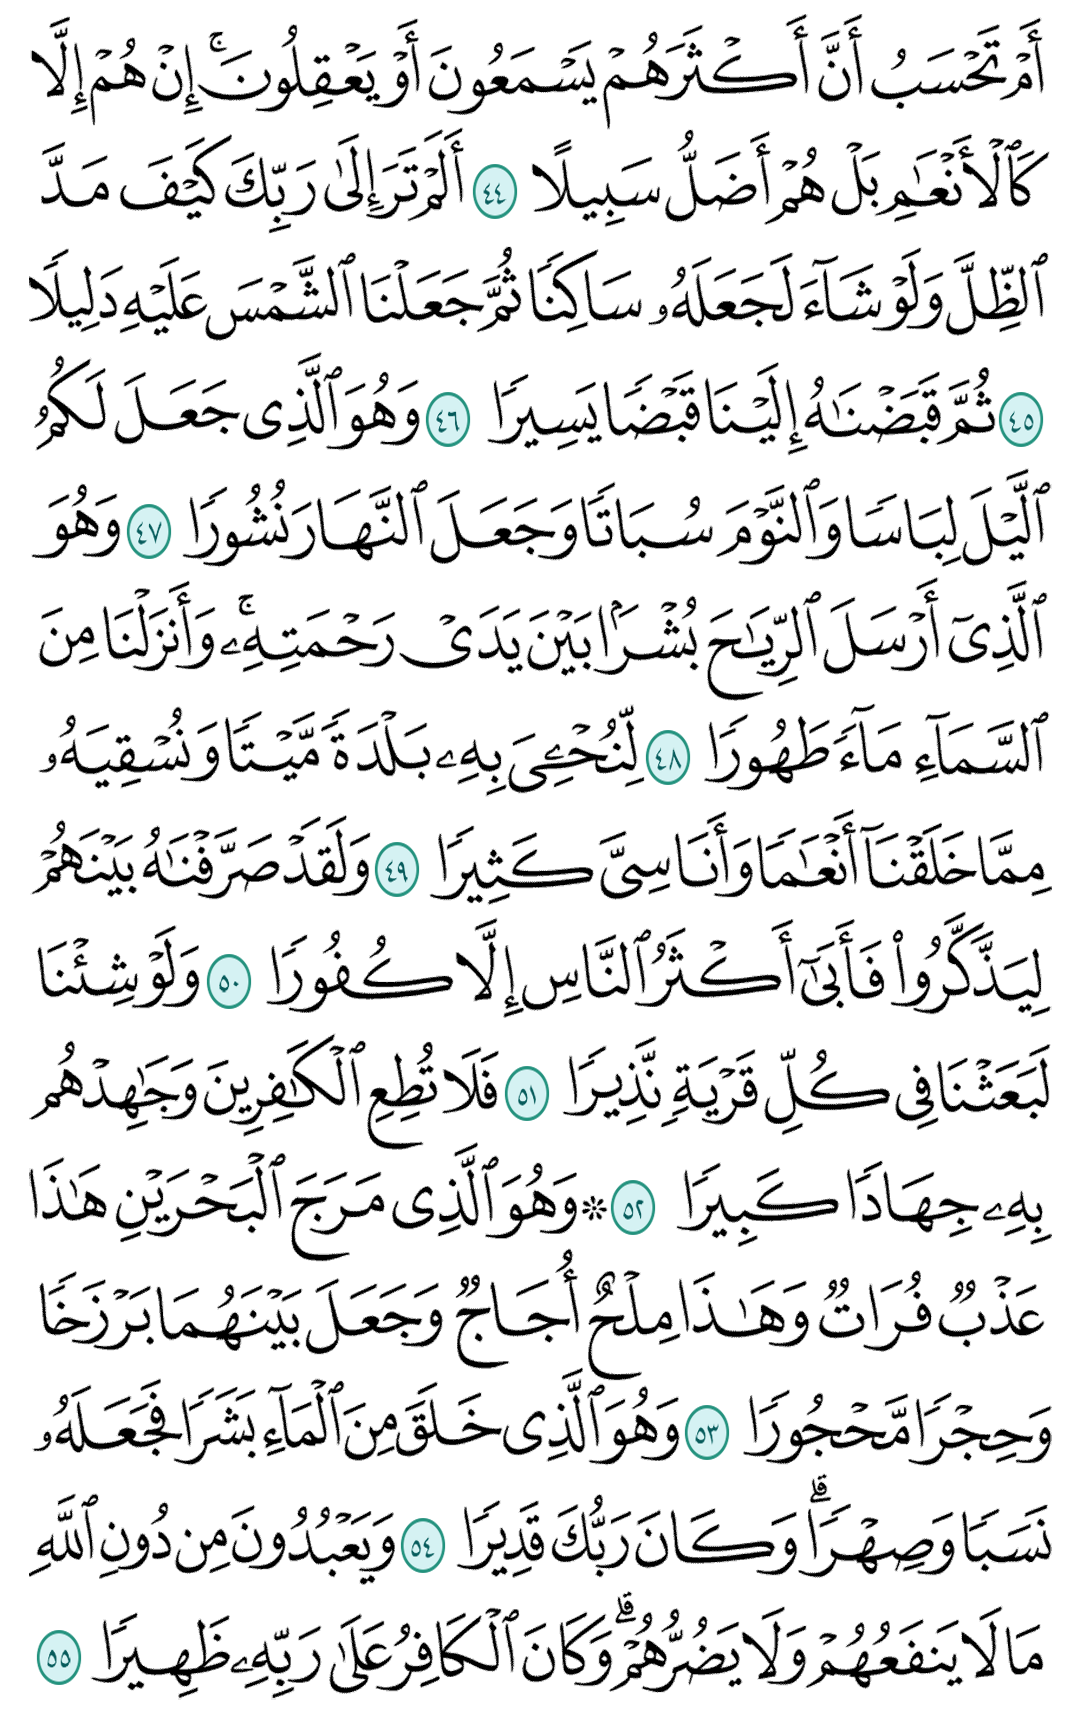 أَمْ تَحْسَبُ أَنَّ أَكْثَرَهُمْ يَسْمَعُونَ أَوْ يَعْقِلُونَ ۚ إِنْ هُمْ إِلَّا
كَٱلْأَنْعَٰمِ بَلْ هُمْ أَضَلُّ سَبِيلًا ٤٤ أَلَمْ تَرَ إِلَىٰ رَبِّكَ كَيْفَ مَدَّ
ٱلظِّلَّ وَلَوْ شَآءَ لَجَعَلَهُۥ سَاكِنًا ثُمَّ جَعَلْنَا ٱلشَّمْسَ عَلَيْهِ دَلِيلًا
٤٥ ثُمَّ قَبَضْنَٰهُ إِلَيْنَا قَبْضًا يَسِيرًا ٤٦ وَهُوَ ٱلَّذِى جَعَلَ لَكُمُ
ٱلَّيْلَ لِبَاسًا وَٱلنَّوْمَ سُبَاتًا وَجَعَلَ ٱلنَّهَارَ نُشُورًا ٤٧ وَهُوَ
ٱلَّذِىٓ أَرْسَلَ ٱلرِّيَٰحَ بُشْرًۢا بَيْنَ يَدَىْ رَحْمَتِهِۦ ۚ وَأَنزَلْنَا مِنَ
ٱلسَّمَآءِ مَآءً طَهُورًا ٤٨ لِّنُحْـِۧىَ بِهِۦ بَلْدَةً مَّيْتًا وَنُسْقِيَهُۥ
مِمَّا خَلَقْنَآ أَنْعَٰمًا وَأَنَاسِىَّ كَثِيرًا ٤٩ وَلَقَدْ صَرَّفْنَٰهُ بَيْنَهُمْ
لِيَذَّكَّرُوا۟ فَأَبَىٰٓ أَكْثَرُ ٱلنَّاسِ إِلَّا كُفُورًا ٥٠ وَلَوْ شِئْنَا
لَبَعَثْنَا فِى كُلِّ قَرْيَةٍ نَّذِيرًا ٥١ فَلَا تُطِعِ ٱلْكَٰفِرِينَ وَجَٰهِدْهُم
بِهِۦ جِهَادًا كَبِيرًا ٥٢ ۞ وَهُوَ ٱلَّذِى مَرَجَ ٱلْبَحْرَيْنِ هَٰذَا
عَذْبٌ فُرَاتٌ وَهَٰذَا مِلْحٌ أُجَاجٌ وَجَعَلَ بَيْنَهُمَا بَرْزَخًا
وَحِجْرًا مَّحْجُورًا ٥٣ وَهُوَ ٱلَّذِى خَلَقَ مِنَ ٱلْمَآءِ بَشَرًا فَجَعَلَهُۥ
نَسَبًا وَصِهْرًا ۗ وَكَانَ رَبُّكَ قَدِيرًا ٥٤ وَيَعْبُدُونَ مِن دُونِ ٱللَّهِ
مَا لَا يَنفَعُهُمْ وَلَا يَضُرُّهُمْ ۗ وَكَانَ ٱلْكَافِرُ عَلَىٰ رَبِّهِۦ ظَهِيرًا ٥٥